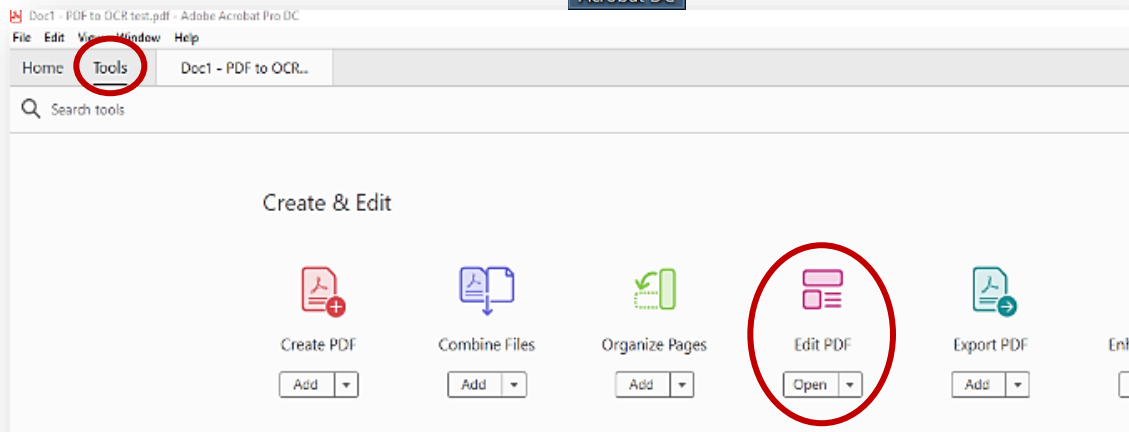 Acrobat DC
Doc1 - PDF to OCR test.pdf - Adobe Acrobat Pro DC
File Edit View Window Help
Home Tools Doc1 - PDF to OCR...
Search tools
Create & Edit
Create PDF Combine Files Organize Pages Edit PDF Export PDF Enh
Add Add Add Open Add